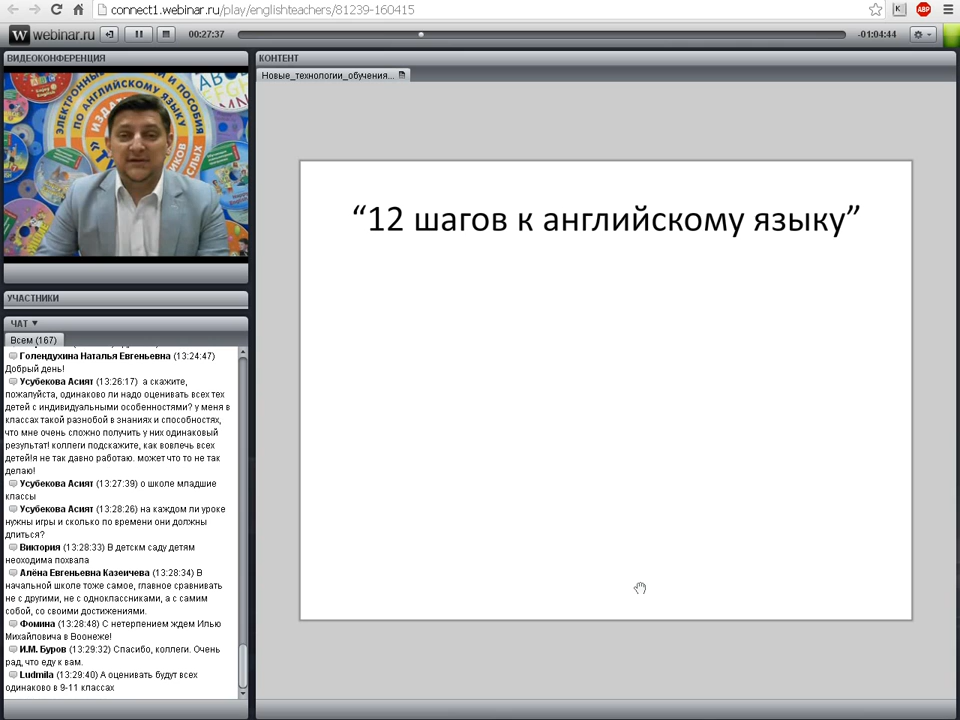 connect1.webinar.ru/play/englishteachers/81239-160415
K
ABP
W webinar.ru
00:27:37
-01:04:44
ВИДЕОКОНФЕРЕНЦИЯ
ЭЛЕКТРОННЫЕ
ПО АНГЛИЙСКОМУ ЯЗЫКУ
И ПОСОБИЯ
УЧАСТНИКИ
ЧАТ
Всем (167)
Голендухина Наталья Евгеньевна (13:24:47)
Добрый день!
Усубекова Асият (13:26:17) а скажите,
пожалуйста, одинаково ли надо оценивать всех тех
детей с индивидуальными особенностями? у меня в
классах такой разнобой в знаниях и способностях,
что мне очень сложно получить у них одинаковый
результат! коллеги подскажите, как вовлечь всех
детей!я не так давно работаю. может что то не так
делаю!
Усубекова Асият (13:27:39) о школе младшие
классы
Усубекова Асият (13:28:26) на каждом ли уроке
нужны игры и сколько по времени они должны
длиться?
Виктория (13:28:33) В детскм саду детям
неоходима похвала
Алёна Евгеньевна Казеичева (13:28:34) В
начальной школе тоже самое, главное сравнивать
не с другими, не с одноклассниками, а с самим
собой, со своими достижениями.
Фомина (13:28:48) С нетерпением ждем Илью
Михайловича в Воонеже!
И.М. Буров (13:29:32) Спасибо, коллеги. Очень
рад, что еду к вам.
Ludmila (13:29:40) А оценивать будут всех
одинаково в 9-11 классах
КОНТЕНТ
Новые_технологии_обучения...
“12 шагов к английскому языку”